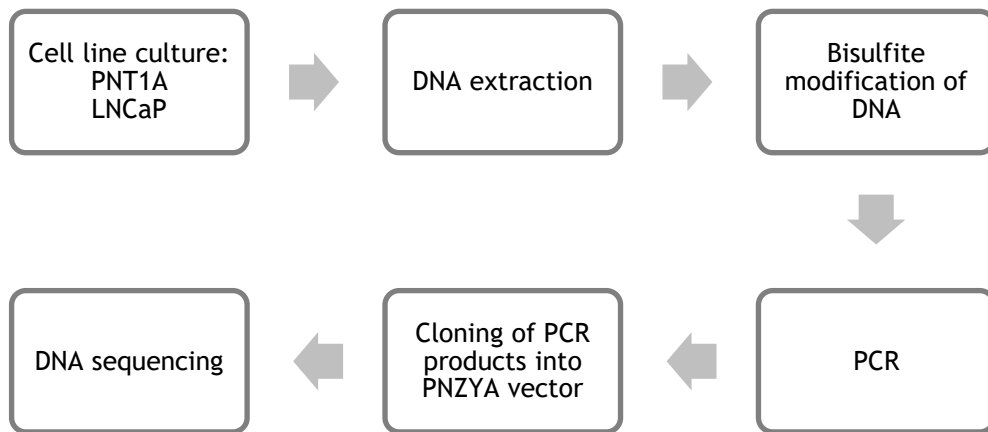 Cell line culture:
PNT1A
LNCaP
DNA extraction
Bisulfite
modification of
DNA
PCR
Cloning of PCR
products into
PNZYA vector
DNA sequencing